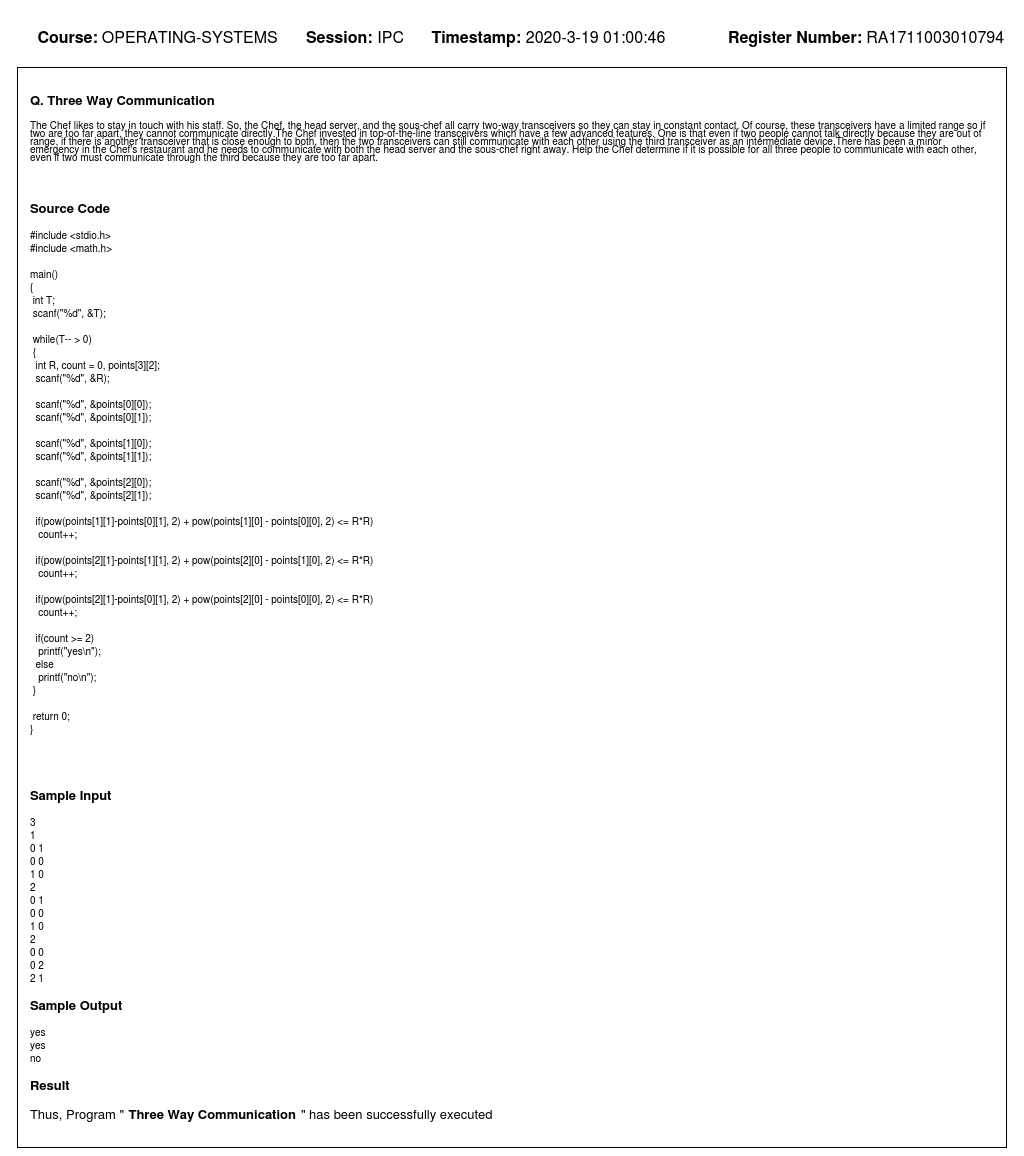 Course: OPERATING-SYSTEMS Session: IPC Timestamp: 2020-3-19 01:00:46 Register Number: RA1711003010794
Q. Three Way Communication
The Chef likes to stay in touch with his staff. So, the Chef, the head server, and the sous-chef all carry two-way transceivers so they can stay in constant contact. Of course, these transceivers have a limited range so if
two are too far apart, they cannot communicate directly.The Chef invested in top-of-the-line transceivers which have a few advanced features. One is that even if two people cannot talk directly because they are out of
range, if there is another transceiver that is close enough to both, then the two transceivers can still communicate with each other using the third transceiver as an intermediate device.There has been a minor
emergency in the Chef's restaurant and he needs to communicate with both the head server and the sous-chef right away. Help the Chef determine if it is possible for all three people to communicate with each other,
even if two must communicate through the third because they are too far apart.
Source Code
#include <stdio.h>
#include <math.h>
main()
{
int T;
scanf("%d", &T);
while(T-- > 0)
{
int R, count = 0, points[3][2];
scanf("%d", &R);
scanf("%d", &points[0][0]);
scanf("%d", &points[0][1]);
scanf("%d", &points[1][0]);
scanf("%d", &points[1][1]);
scanf("%d", &points[2][0]);
scanf("%d", &points[2][1]);
if(pow(points[1][1]-points[0][1], 2) + pow(points[1][0] - points[0][0], 2) <= R*R)
count++;
if(pow(points[2][1]-points[1][1], 2) + pow(points[2][0] - points[1][0], 2) <= R*R)
count++;
if(pow(points[2][1]-points[0][1], 2) + pow(points[2][0] - points[0][0], 2) <= R*R)
count++;
if(count >= 2)
printf("yes\n");
else
printf("no\n");
}
return 0;
}
Sample Input
3
1
0 1
0 0
1 0
2
0 1
0 0
1 0
2
0 0
0 2
2 1
Sample Output
yes
yes
no
Result
Thus, Program " Three Way Communication " has been successfully executed